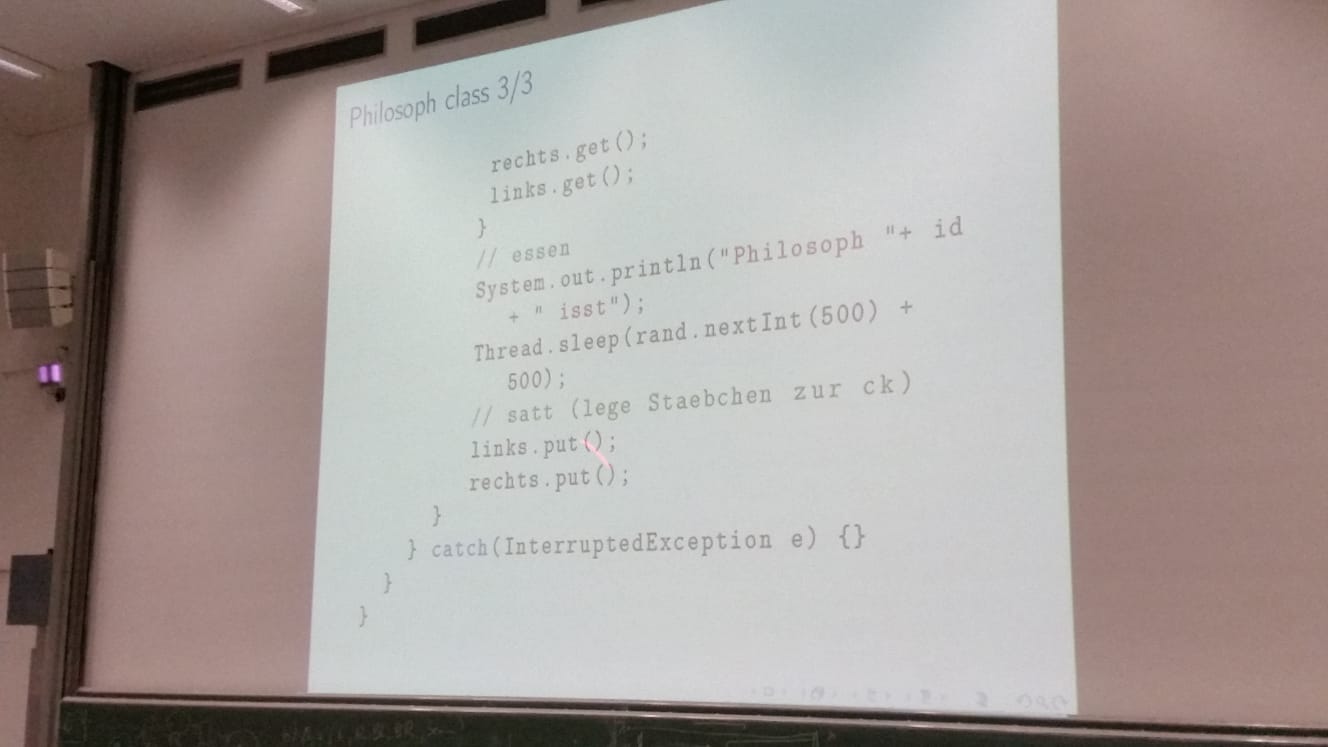 Philosoph class 3/3
rechts.get();
links.get();
}
// essen
System.out.println("Philosoph "+ id
+ " isst");
Thread.sleep(rand.nextInt(500) +
500);
// satt (lege Staebchen zur ck)
links.put();
rechts.put();
}
} catch(InterruptedException e) {}
}
}